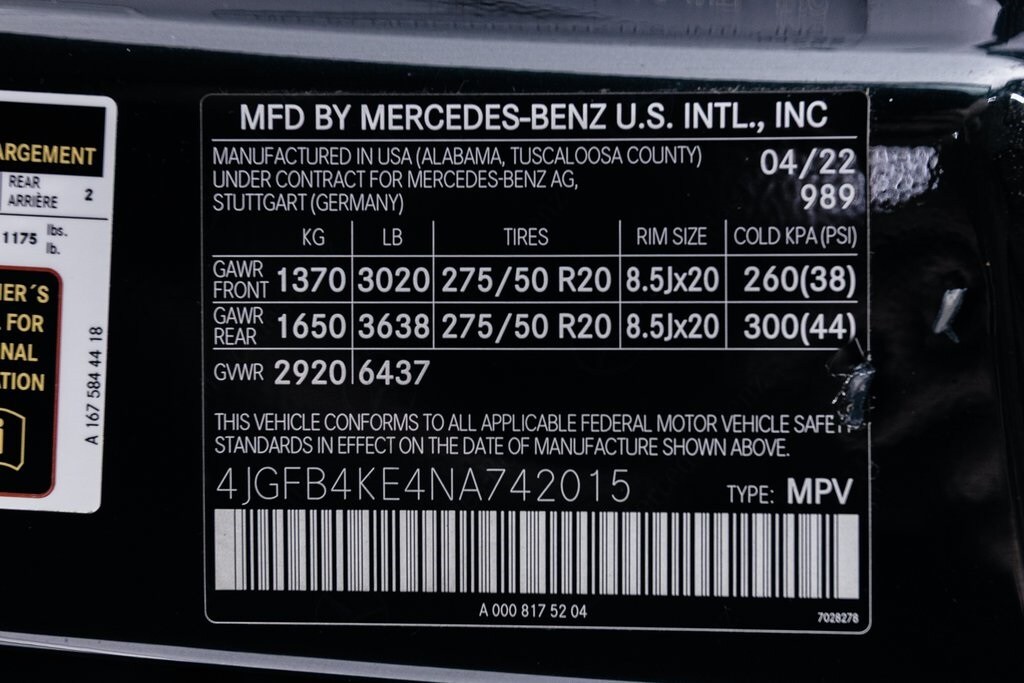 ARGEMENT
REAR
ARRIÈRE 2
1175 lbs.
lb.
ER´S
FOR
NAL
TION
A 167 584 44 18
MFD BY MERCEDES-BENZ U.S. INTL., INC
MANUFACTURED IN USA (ALABAMA, TUSCALOOSA COUNTY) 04/22
UNDER CONTRACT FOR MERCEDES-BENZ AG, 989
STUTTGART (GERMANY)
KG LB TIRES RIM SIZE COLD KPA (PSI)
GAWR FRONT 1370 3020 275/50 R20 8.5Jx20 260(38)
GAWR REAR 1650 3638 275/50 R20 8.5Jx20 300(44)
GVWR 2920 6437
THIS VEHICLE CONFORMS TO ALL APPLICABLE FEDERAL MOTOR VEHICLE SAFETY
STANDARDS IN EFFECT ON THE DATE OF MANUFACTURE SHOWN ABOVE.
4JGFB4KE4NA742015 TYPE: MPV
A 000 817 52 04
7028278